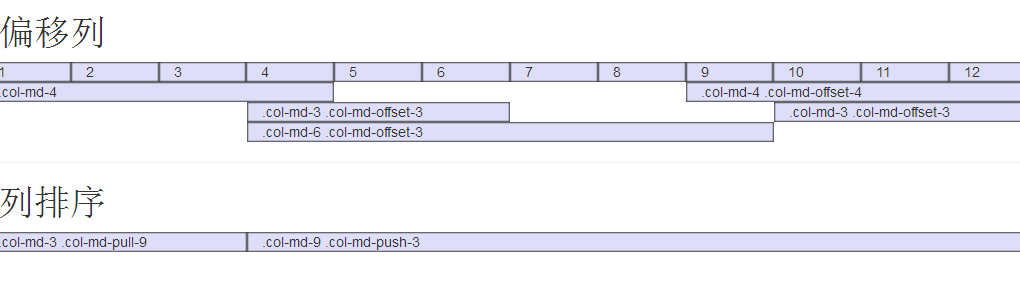 偏移列
1 2 3 4 5 6 7 8 9 10 11 12
.col-md-4 .col-md-4 .col-md-offset-4
.col-md-3 .col-md-offset-3 .col-md-3 .col-md-offset-3
.col-md-6 .col-md-offset-3
列排序
.col-md-3 .col-md-pull-9 .col-md-9 .col-md-push-3